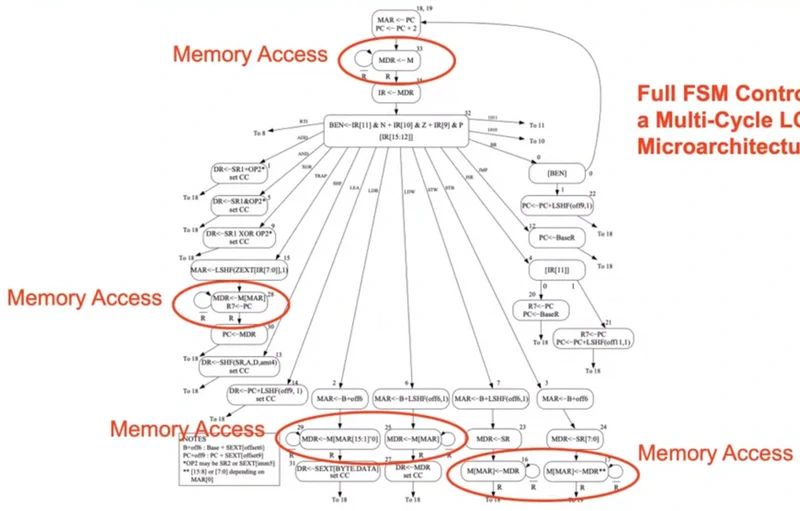 18, 19
MAR <- PC
PC <- PC + 2
Memory Access
33
MDR <- M
R
R
IR <- MDR
Full FSM Contro
a Multi-Cycle LC
Microarchitectu
32
BEN<-IR[11] & N + IR[10] & Z + IR[9] & P
[IR[15:12]]
RTI
To 8
ADD
AND
XOR
TRAP
SHF
LEA
LDB
LDW
STW
STB
JSR
JMP
BR
1011
To 11
1010
To 10
1
DR<-SR1+OP2*
set CC
To 18
5
DR<-SR1&OP2*
set CC
To 18
9
DR<-SR1 XOR OP2*
set CC
To 18
0
[BEN]
0
1
22
PC<-PC+LSHF(off9,1)
To 18
12
PC<-BaseR
To 18
15
MAR<-LSHF(ZEXT[IR[7:0]],1)
4
[IR[11]]
0
1
Memory Access
28
MDR<-M[MAR]
R7<-PC
R
R
30
PC<-MDR
To 18
20
R7<-PC
PC<-BaseR
To 18
21
R7<-PC
PC<-PC+LSHF(off11,1)
To 18
13
DR<-SHF(SR,A,D,amt4)
set CC
To 18
14
DR<-PC+LSHF(off9, 1)
set CC
To 18
2
MAR<-B+off6
6
MAR<-B+LSHF(off6,1)
7
MAR<-B+LSHF(off6,1)
3
MAR<-B+off6
Memory Access
29
MDR<-M[MAR[15:1]'0]
25
MDR<-M[MAR]
23
MDR<-SR
24
MDR<-SR[7:0]
R
R
R
R
Memory Access
NOTES
B+off6 : Base + SEXT[offset6]
PC+off9 : PC + SEXT[offset9]
*OP2 may be SR2 or SEXT[imm5]
** [15:8] or [7:0] depending on
MAR[0]
31
DR<-SEXT[BYTE.DATA]
set CC
27
DR<-MDR
set CC
16
M[MAR]<-MDR
17
M[MAR]<-MDR**
R
R
R
R
To 18
To 18
To 18
To 19